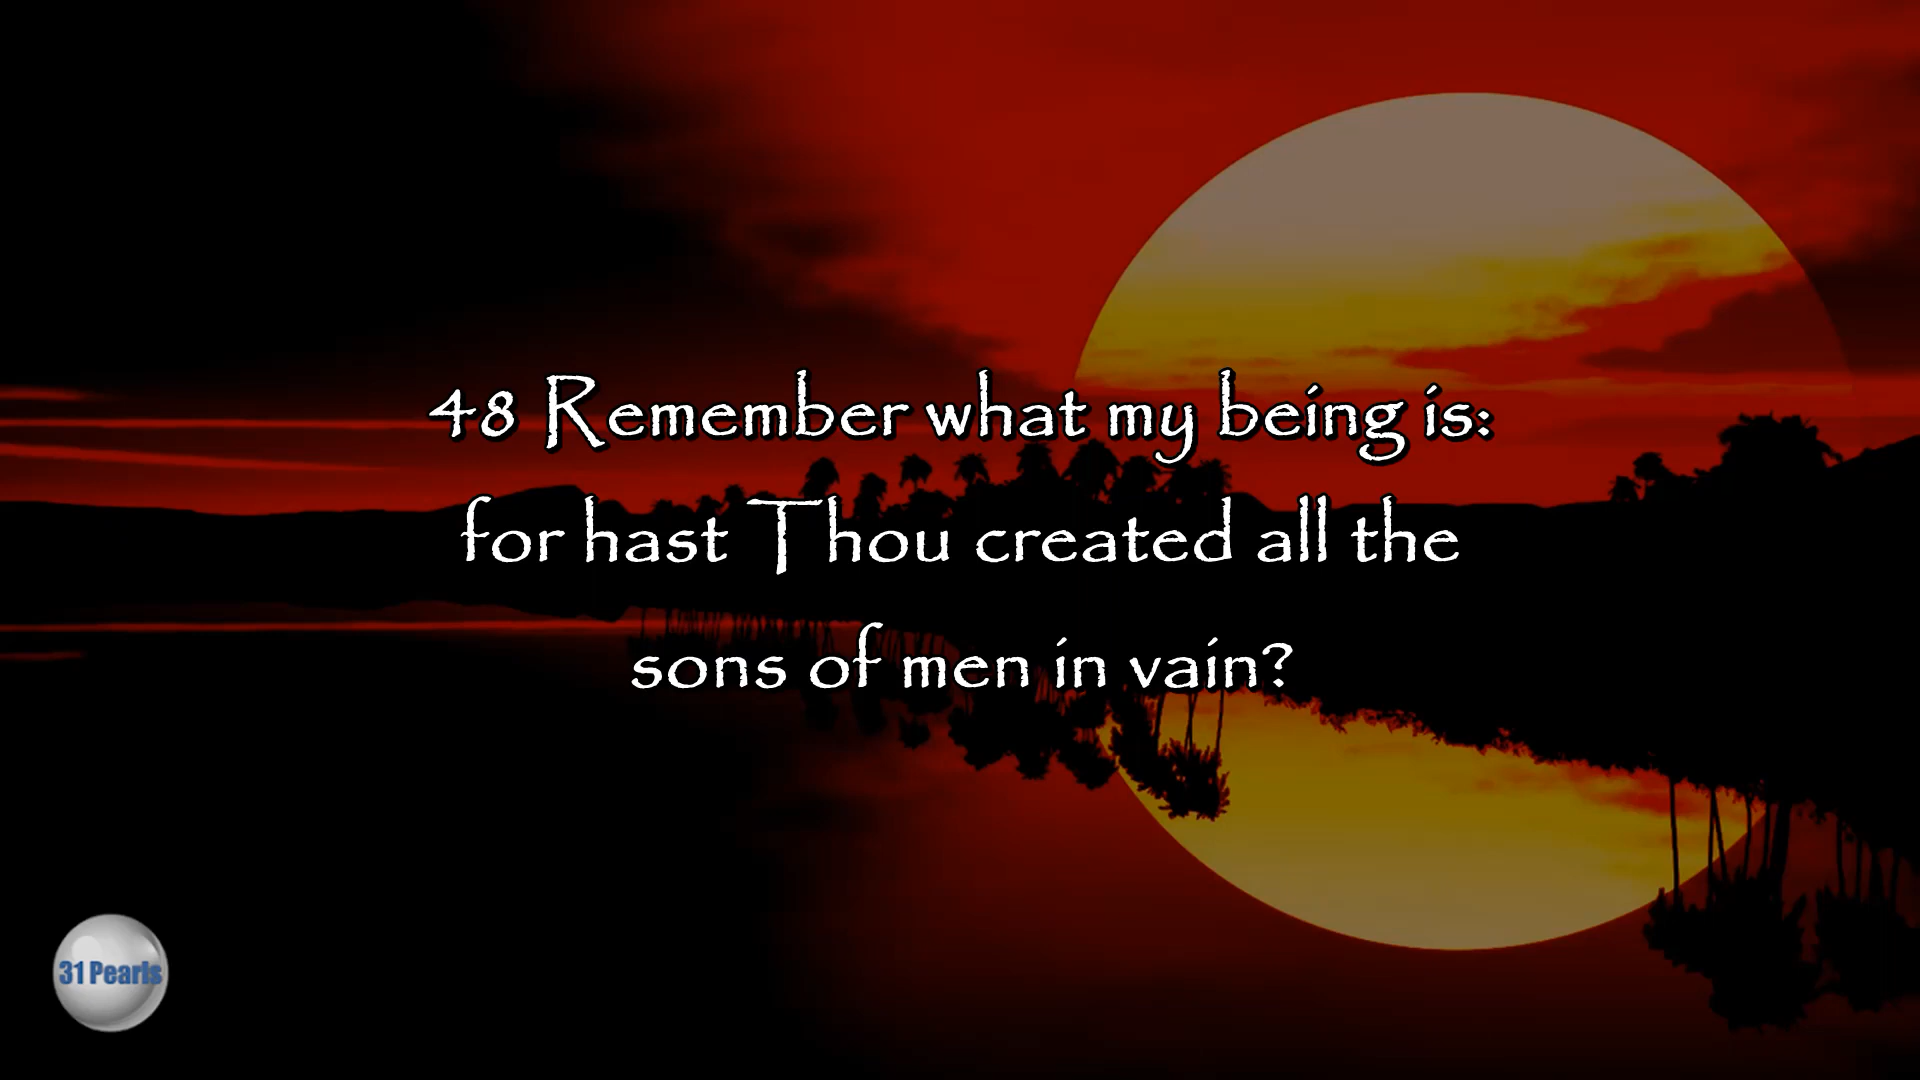 48 Remember what my being is:
for hast Thou created all the
sons of men in vain?
31 Pearls